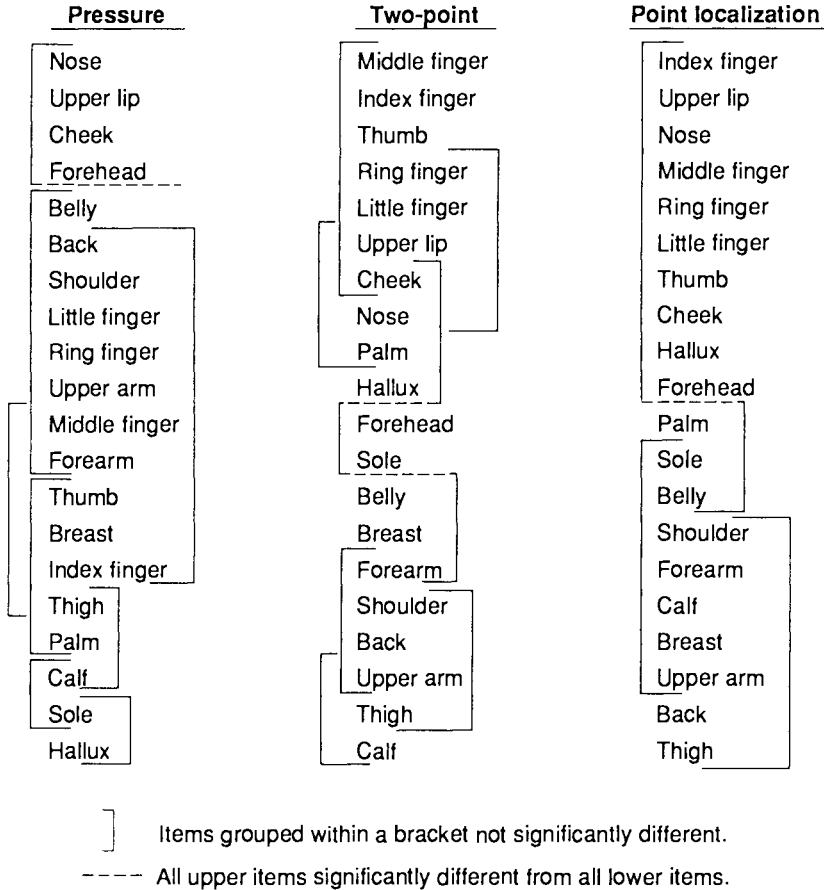 Pressure
Nose
Upper lip
Cheek
Forehead
Belly
Back
Shoulder
Little finger
Ring finger
Upper arm
Middle finger
Forearm
Thumb
Breast
Index finger
Thigh
Palm
Calf
Sole
Hallux
Two-point
Middle finger
Index finger
Thumb
Ring finger
Little finger
Upper lip
Cheek
Nose
Palm
Hallux
Forehead
Sole
Belly
Breast
Forearm
Shoulder
Back
Upper arm
Thigh
Calf
Point localization
Index finger
Upper lip
Nose
Middle finger
Ring finger
Little finger
Thumb
Cheek
Hallux
Forehead
Palm
Sole
Belly
Shoulder
Forearm
Calf
Breast
Upper arm
Back
Thigh
Items grouped within a bracket not significantly different.
All upper items significantly different from all lower items.